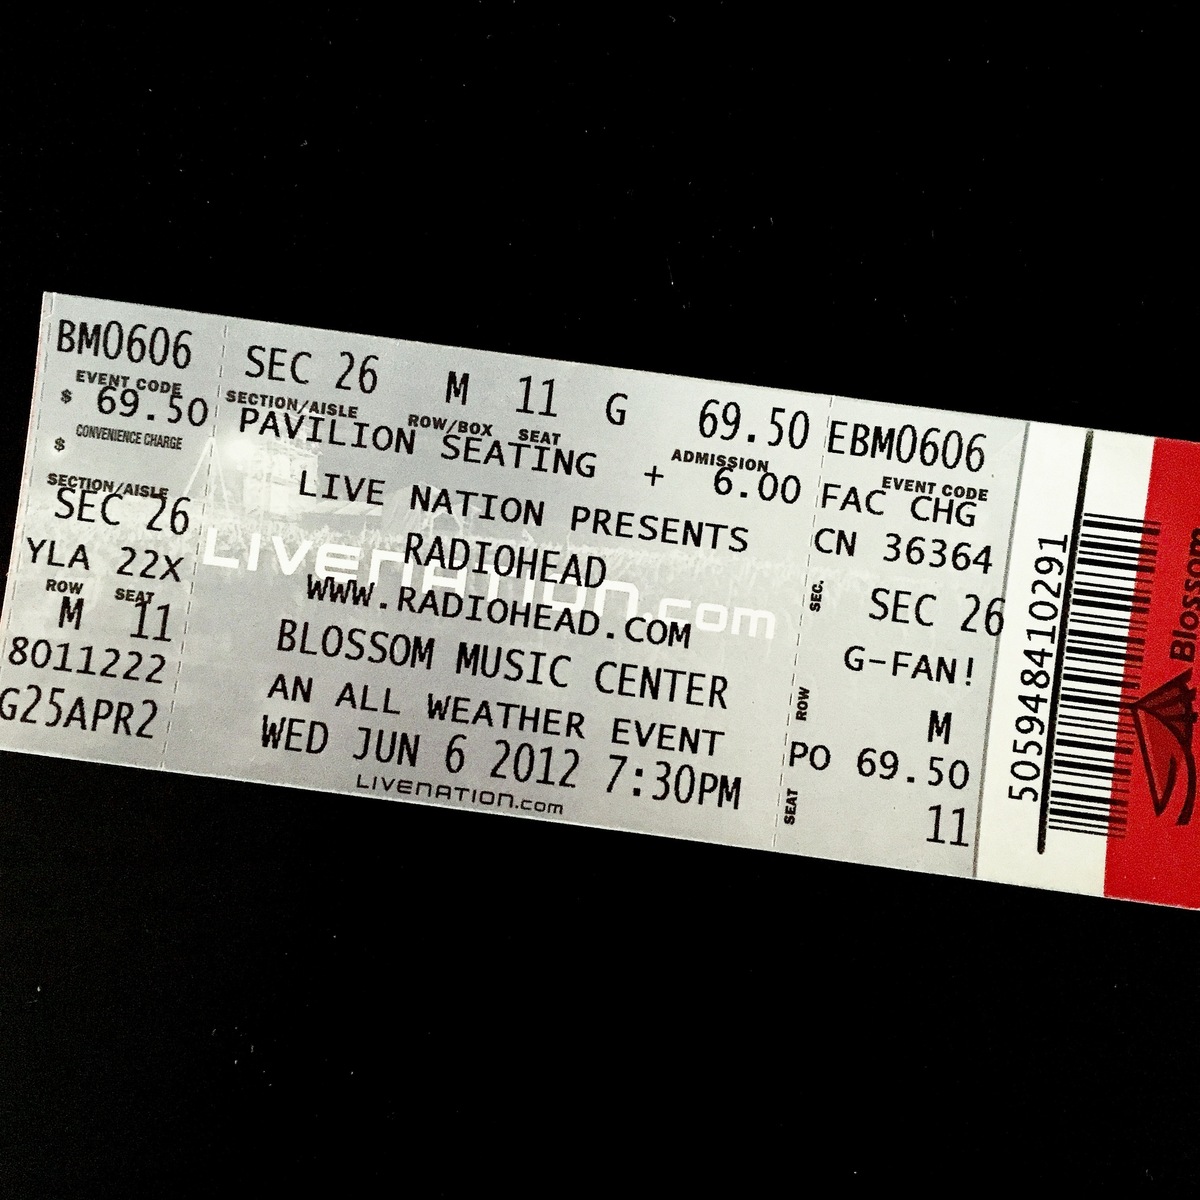 BM0606
EVENT CODE
$ 69.50
$ CONVENIENCE CHARGE
SECTION/AISLE
SEC 26
YLA 22X
ROW SEAT
M 11
8011222
G25APR2
SEC 26 M 11 G 69.50
SECTION/AISLE ROW/BOX SEAT ADMISSION
PAVILION SEATING + 6.00
LIVE NATION PRESENTS
LIVENATION.com
RADIOHEAD
WWW.RADIOHEAD.COM
BLOSSOM MUSIC CENTER
AN ALL WEATHER EVENT
WED JUN 6 2012 7:30PM
LIVENATION.com
EBM0606
EVENT CODE
FAC CHG
CN 36364
SEC.
SEC 26
G-FAN!
ROW
M
PO 69.50
SEAT
11
505948410291
Blossom